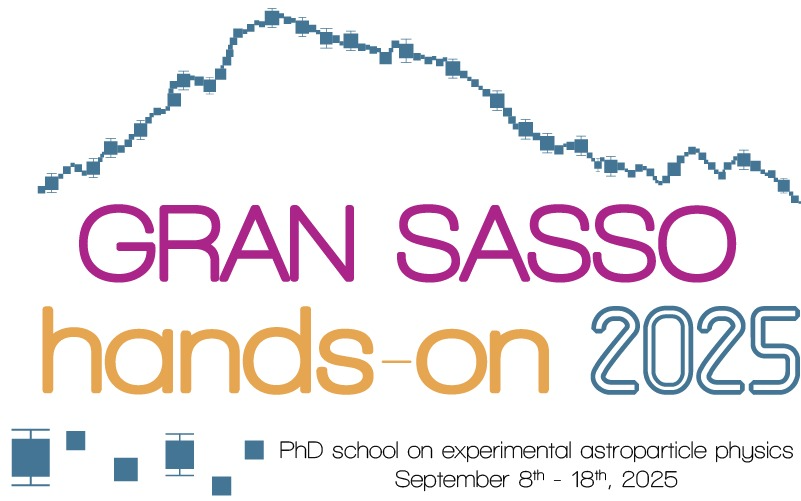 GRAN SASSO
hands-on 2025
PhD school on experimental astroparticle physics
September 8th - 18th, 2025